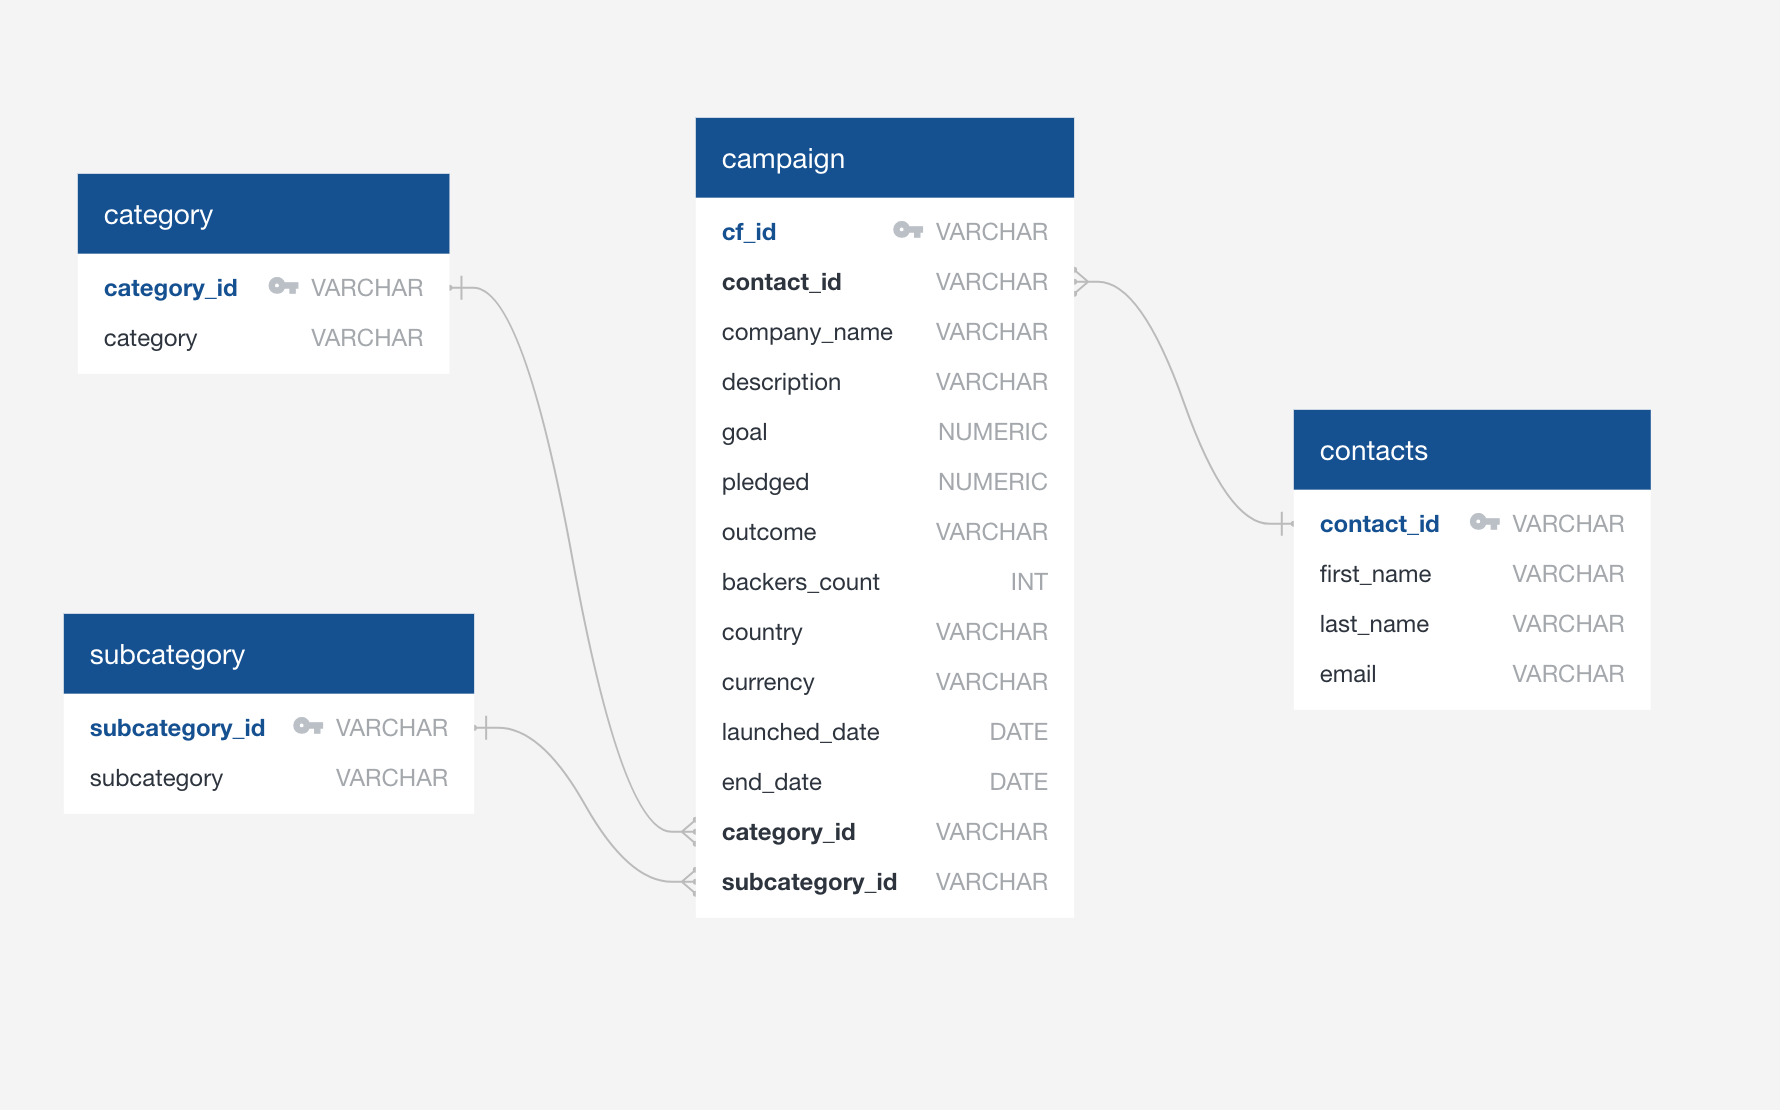 category
category_id VARCHAR
category VARCHAR
subcategory
subcategory_id VARCHAR
subcategory VARCHAR
campaign
cf_id VARCHAR
contact_id VARCHAR
company_name VARCHAR
description VARCHAR
goal NUMERIC
pledged NUMERIC
outcome VARCHAR
backers_count INT
country VARCHAR
currency VARCHAR
launched_date DATE
end_date DATE
category_id VARCHAR
subcategory_id VARCHAR
contacts
contact_id VARCHAR
first_name VARCHAR
last_name VARCHAR
email VARCHAR